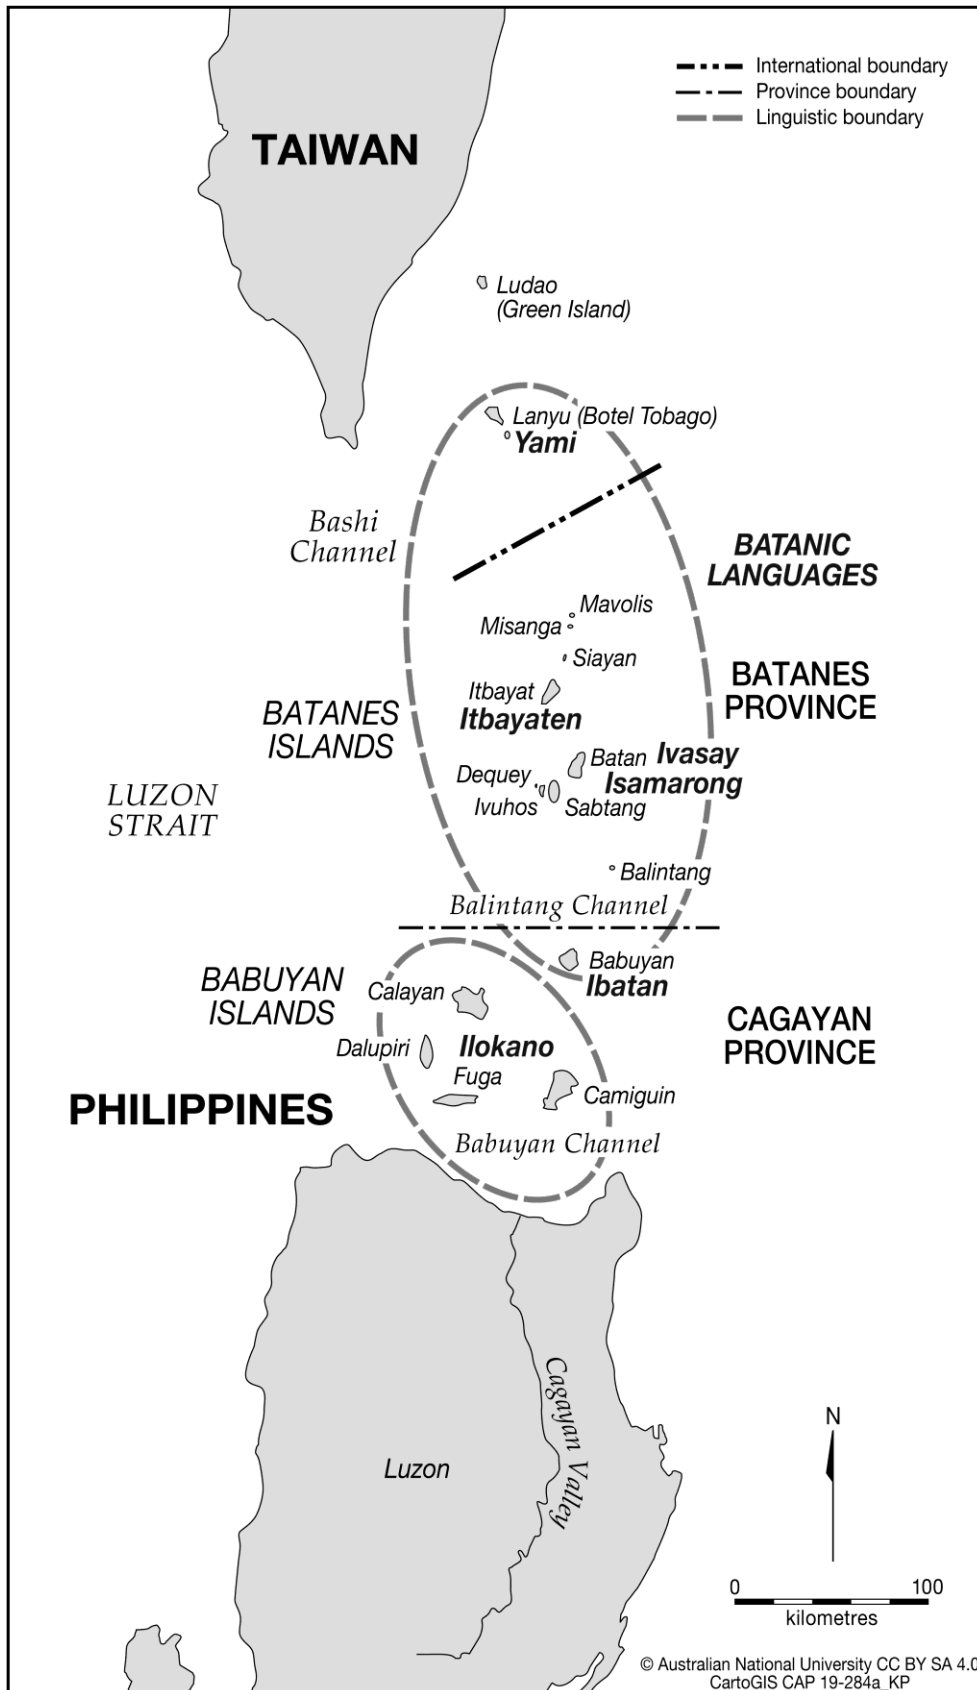 International boundary
Province boundary
Linguistic boundary
TAIWAN
Ludao
(Green Island)
Lanyu (Botel Tobago)
Yami
Bashi
Channel
BATANIC
LANGUAGES
Mavolis
Misanga
Siayan
Itbayat
Itbayaten
BATANES
PROVINCE
BATANES
ISLANDS
Batan
Ivasay
Isamarong
Dequey
Ivuhos
Sabtang
LUZON
STRAIT
Balintang
Balintang Channel
Babuyan
Ibatan
BABUYAN
ISLANDS
Calayan
CAGAYAN
PROVINCE
Dalupiri
Ilokano
Fuga
Camiguin
PHILIPPINES
Babuyan Channel
Cagayan Valley
Luzon
N
0 100
kilometres
© Australian National University CC BY SA 4.0
CartoGIS CAP 19-284a_KP